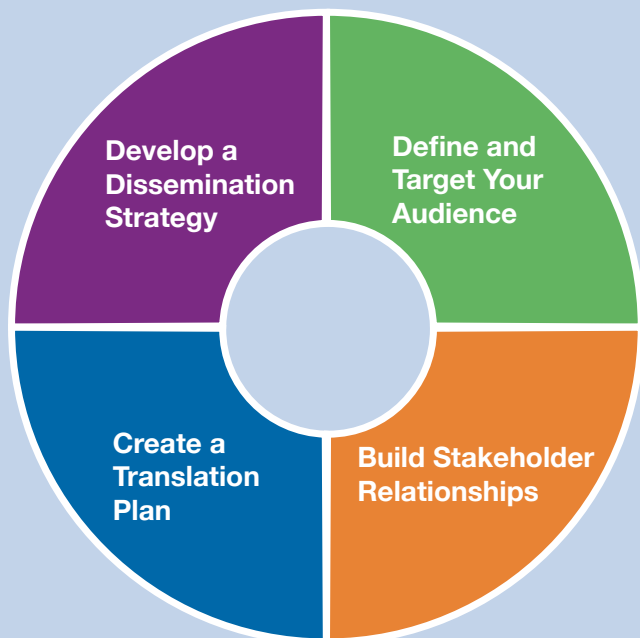 Develop a
Dissemination
Strategy
Define and
Target Your
Audience
Create a
Translation
Plan
Build Stakeholder
Relationships